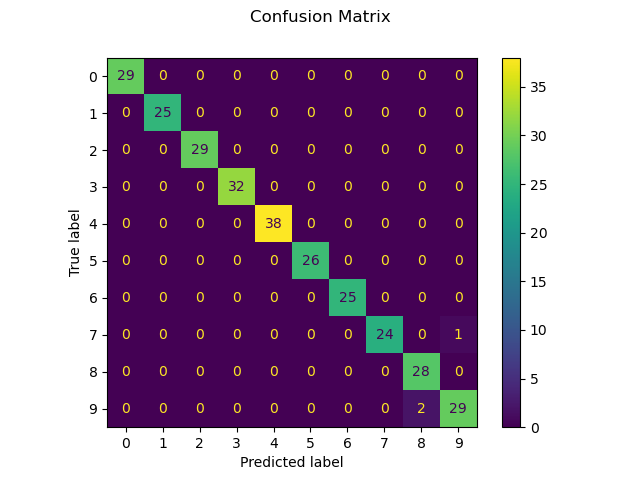 Confusion Matrix
0 29 0 0 0 0 0 0 0 0 0
1 0 25 0 0 0 0 0 0 0 0
2 0 0 29 0 0 0 0 0 0 0
3 0 0 0 32 0 0 0 0 0 0
4 0 0 0 0 38 0 0 0 0 0
5 0 0 0 0 0 26 0 0 0 0
6 0 0 0 0 0 0 25 0 0 0
7 0 0 0 0 0 0 0 24 0 1
8 0 0 0 0 0 0 0 0 28 0
9 0 0 0 0 0 0 0 0 2 29
0 1 2 3 4 5 6 7 8 9
Predicted label
True label
35
30
25
20
15
10
5
0